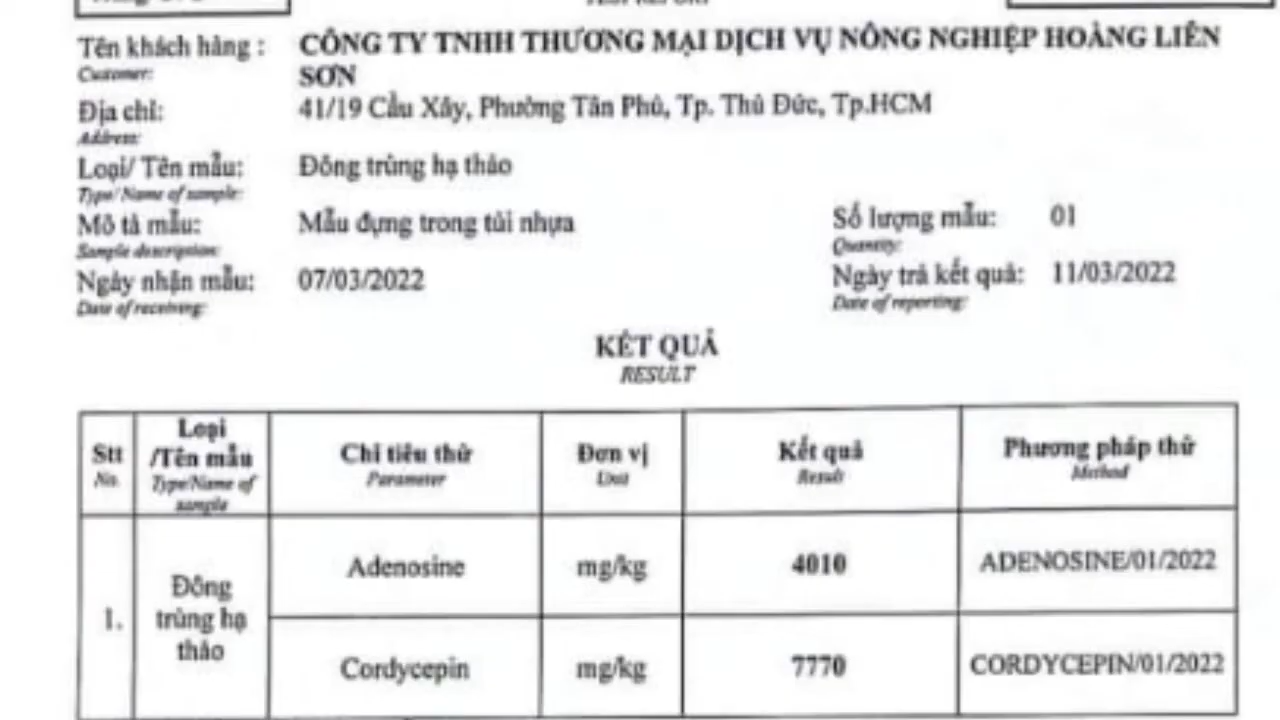 TEST REPORT
Tên khách hàng : CÔNG TY TNHH THƯƠNG MẠI DỊCH VỤ NÔNG NGHIỆP HOÀNG LIÊN
Customer: SƠN
Địa chỉ: 41/19 Cầu Xây, Phường Tân Phú, Tp. Thủ Đức, Tp.HCM
Address:
Loại/ Tên mẫu: Đông trùng hạ thảo
Type/ Name of sample:
Mô tả mẫu: Mẫu đựng trong túi nhựa Số lượng mẫu: 01
Sample description: Quantity:
Ngày nhận mẫu: 07/03/2022 Ngày trả kết quả: 11/03/2022
Date of receiving: Date of reporting:
KẾT QUẢ
RESULT
Stt Loại /Tên mẫu Chỉ tiêu thử Đơn vị Kết quả Phương pháp thử
No. Type/Name of sample Parameter Unit Result Method
1. Đông trùng hạ thảo Adenosine mg/kg 4010 ADENOSINE/01/2022
Cordycepin mg/kg 7770 CORDYCEPIN/01/2022